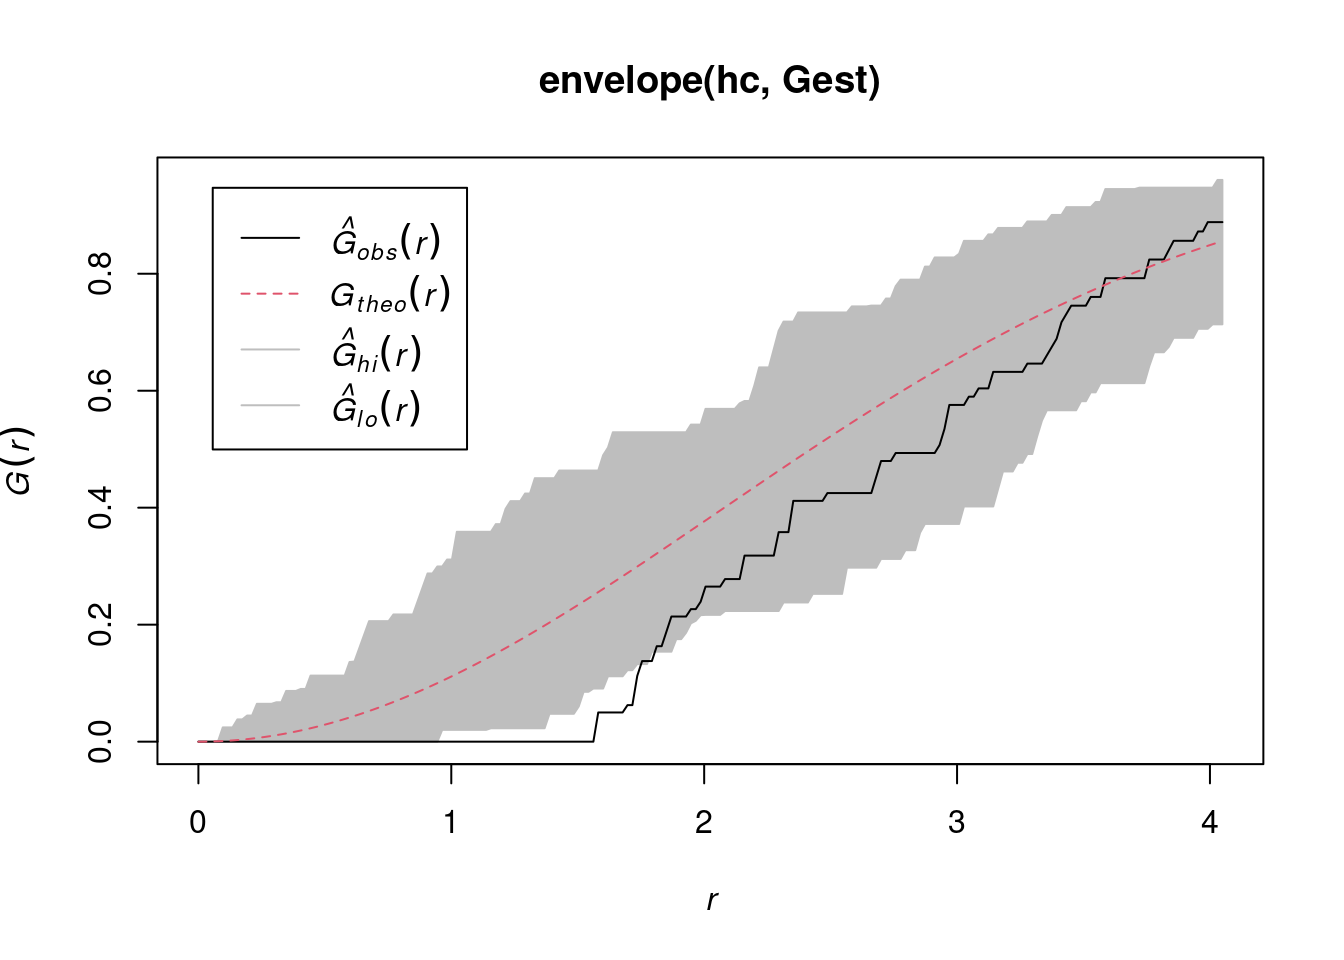 envelope(hc, Gest)
Ĝobs(r)
Gtheo(r)
Ĝhi(r)
Ĝlo(r)
G(r)
0.8
0.6
0.4
0.2
0.0
0 1 2 3 4
r